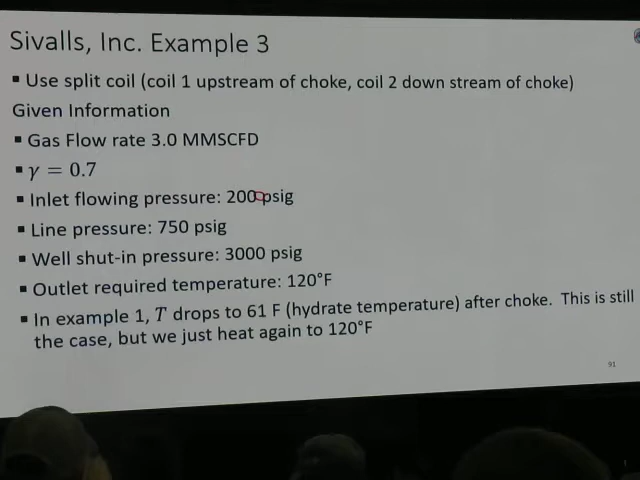 Sivalls, Inc. Example 3
▪ Use split coil (coil 1 upstream of choke, coil 2 down stream of choke)
Given Information
▪ Gas Flow rate 3.0 MMSCFD
▪ γ = 0.7
▪ Inlet flowing pressure: 2000psig
▪ Line pressure: 750 psig
▪ Well shut-in pressure: 3000 psig
▪ Outlet required temperature: 120°F
▪ In example 1, T drops to 61 F (hydrate temperature) after choke. This is still
the case, but we just heat again to 120°F
91